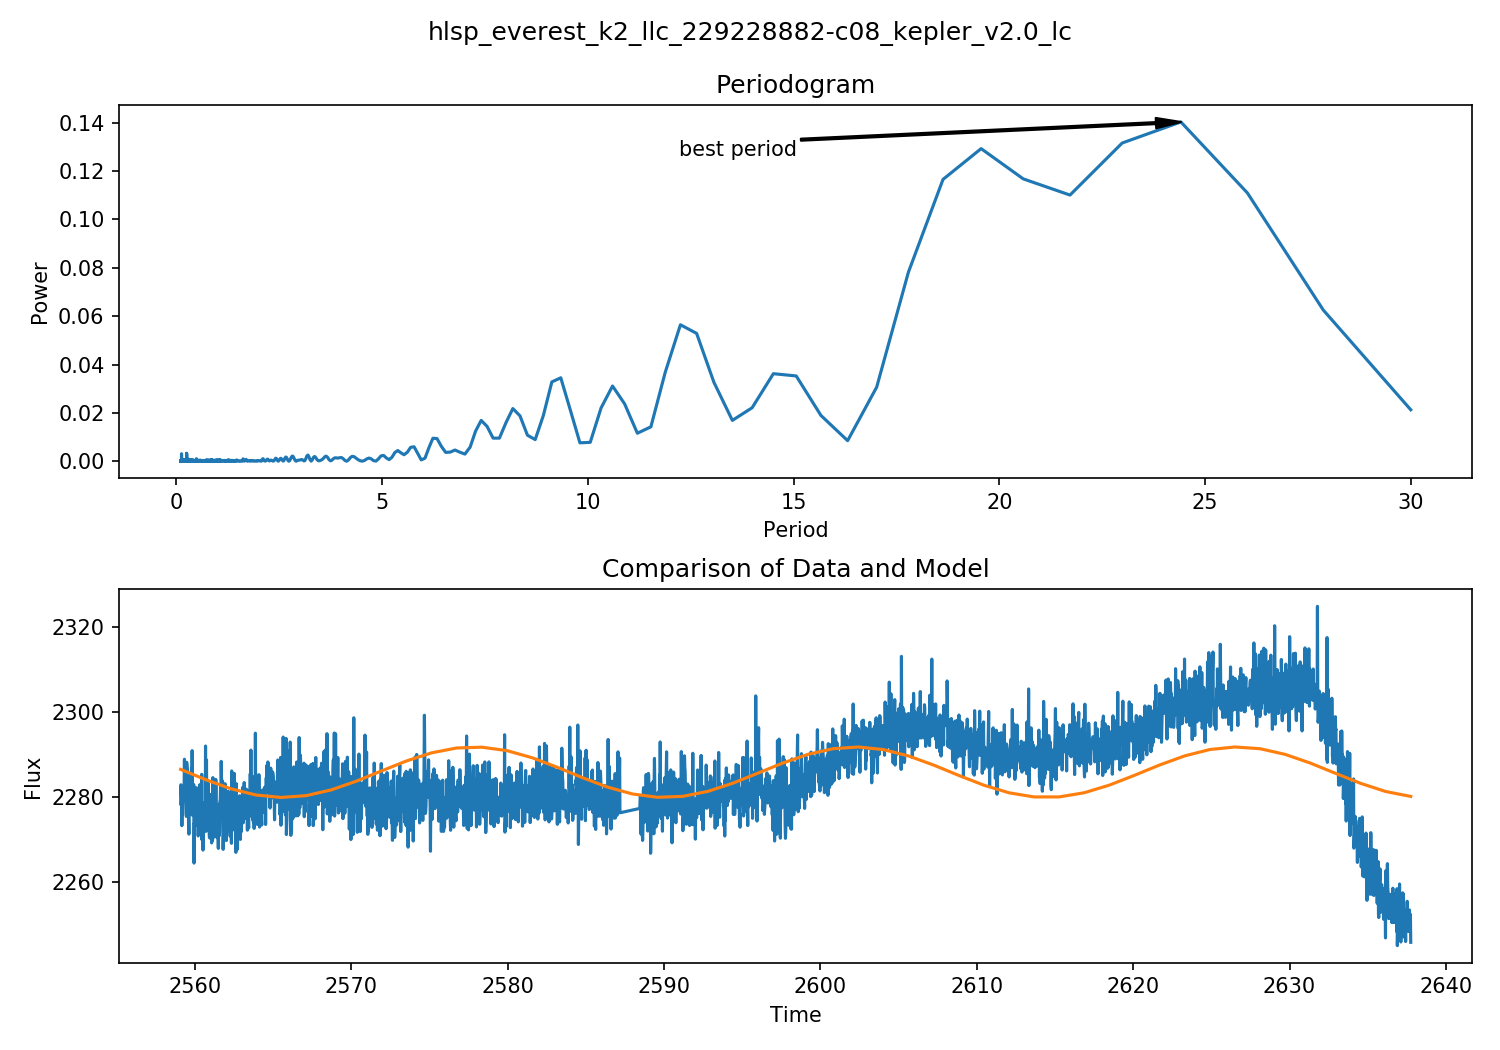 hlsp_everest_k2_llc_229228882-c08_kepler_v2.0_lc
Periodogram
0.14
0.12
0.10
0.08
0.06
0.04
0.02
0.00
Power
best period
0 5 10 15 20 25 30
Period
Comparison of Data and Model
2320
2300
2280
2260
Flux
2560 2570 2580 2590 2600 2610 2620 2630 2640
Time